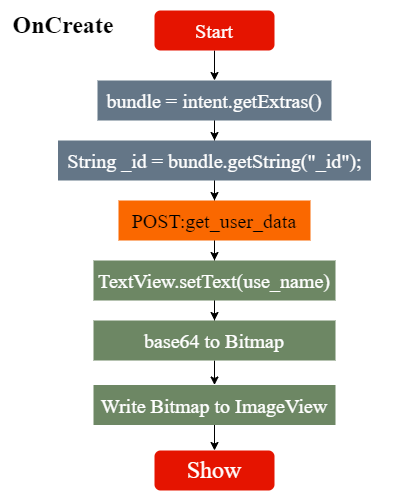 OnCreate
Start
bundle = intent.getExtras()
String _id = bundle.getString("_id");
POST:get_user_data
TextView.setText(use_name)
base64 to Bitmap
Write Bitmap to ImageView
Show